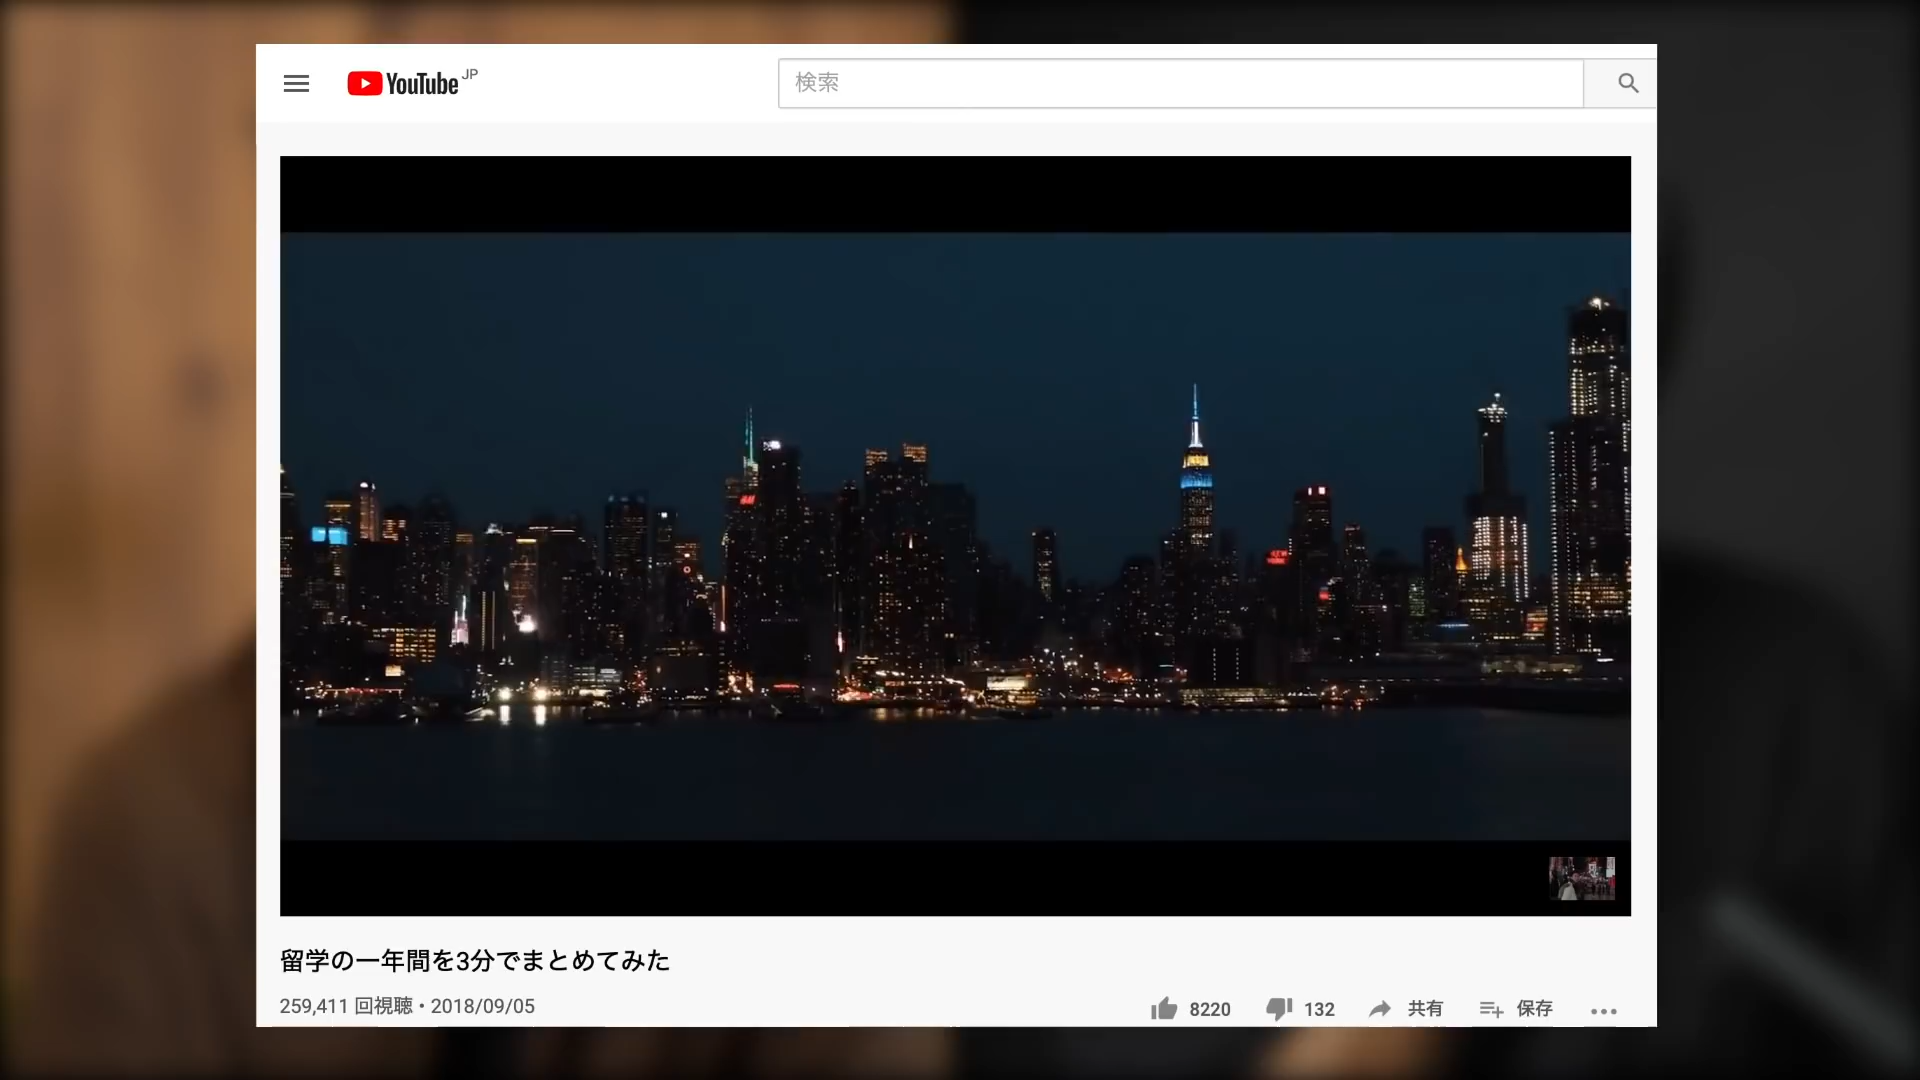 YouTube JP
検索
H&M
留学の一年間を3分でまとめてみた
259,411 回視聴・2018/09/05
8220
132
共有
保存